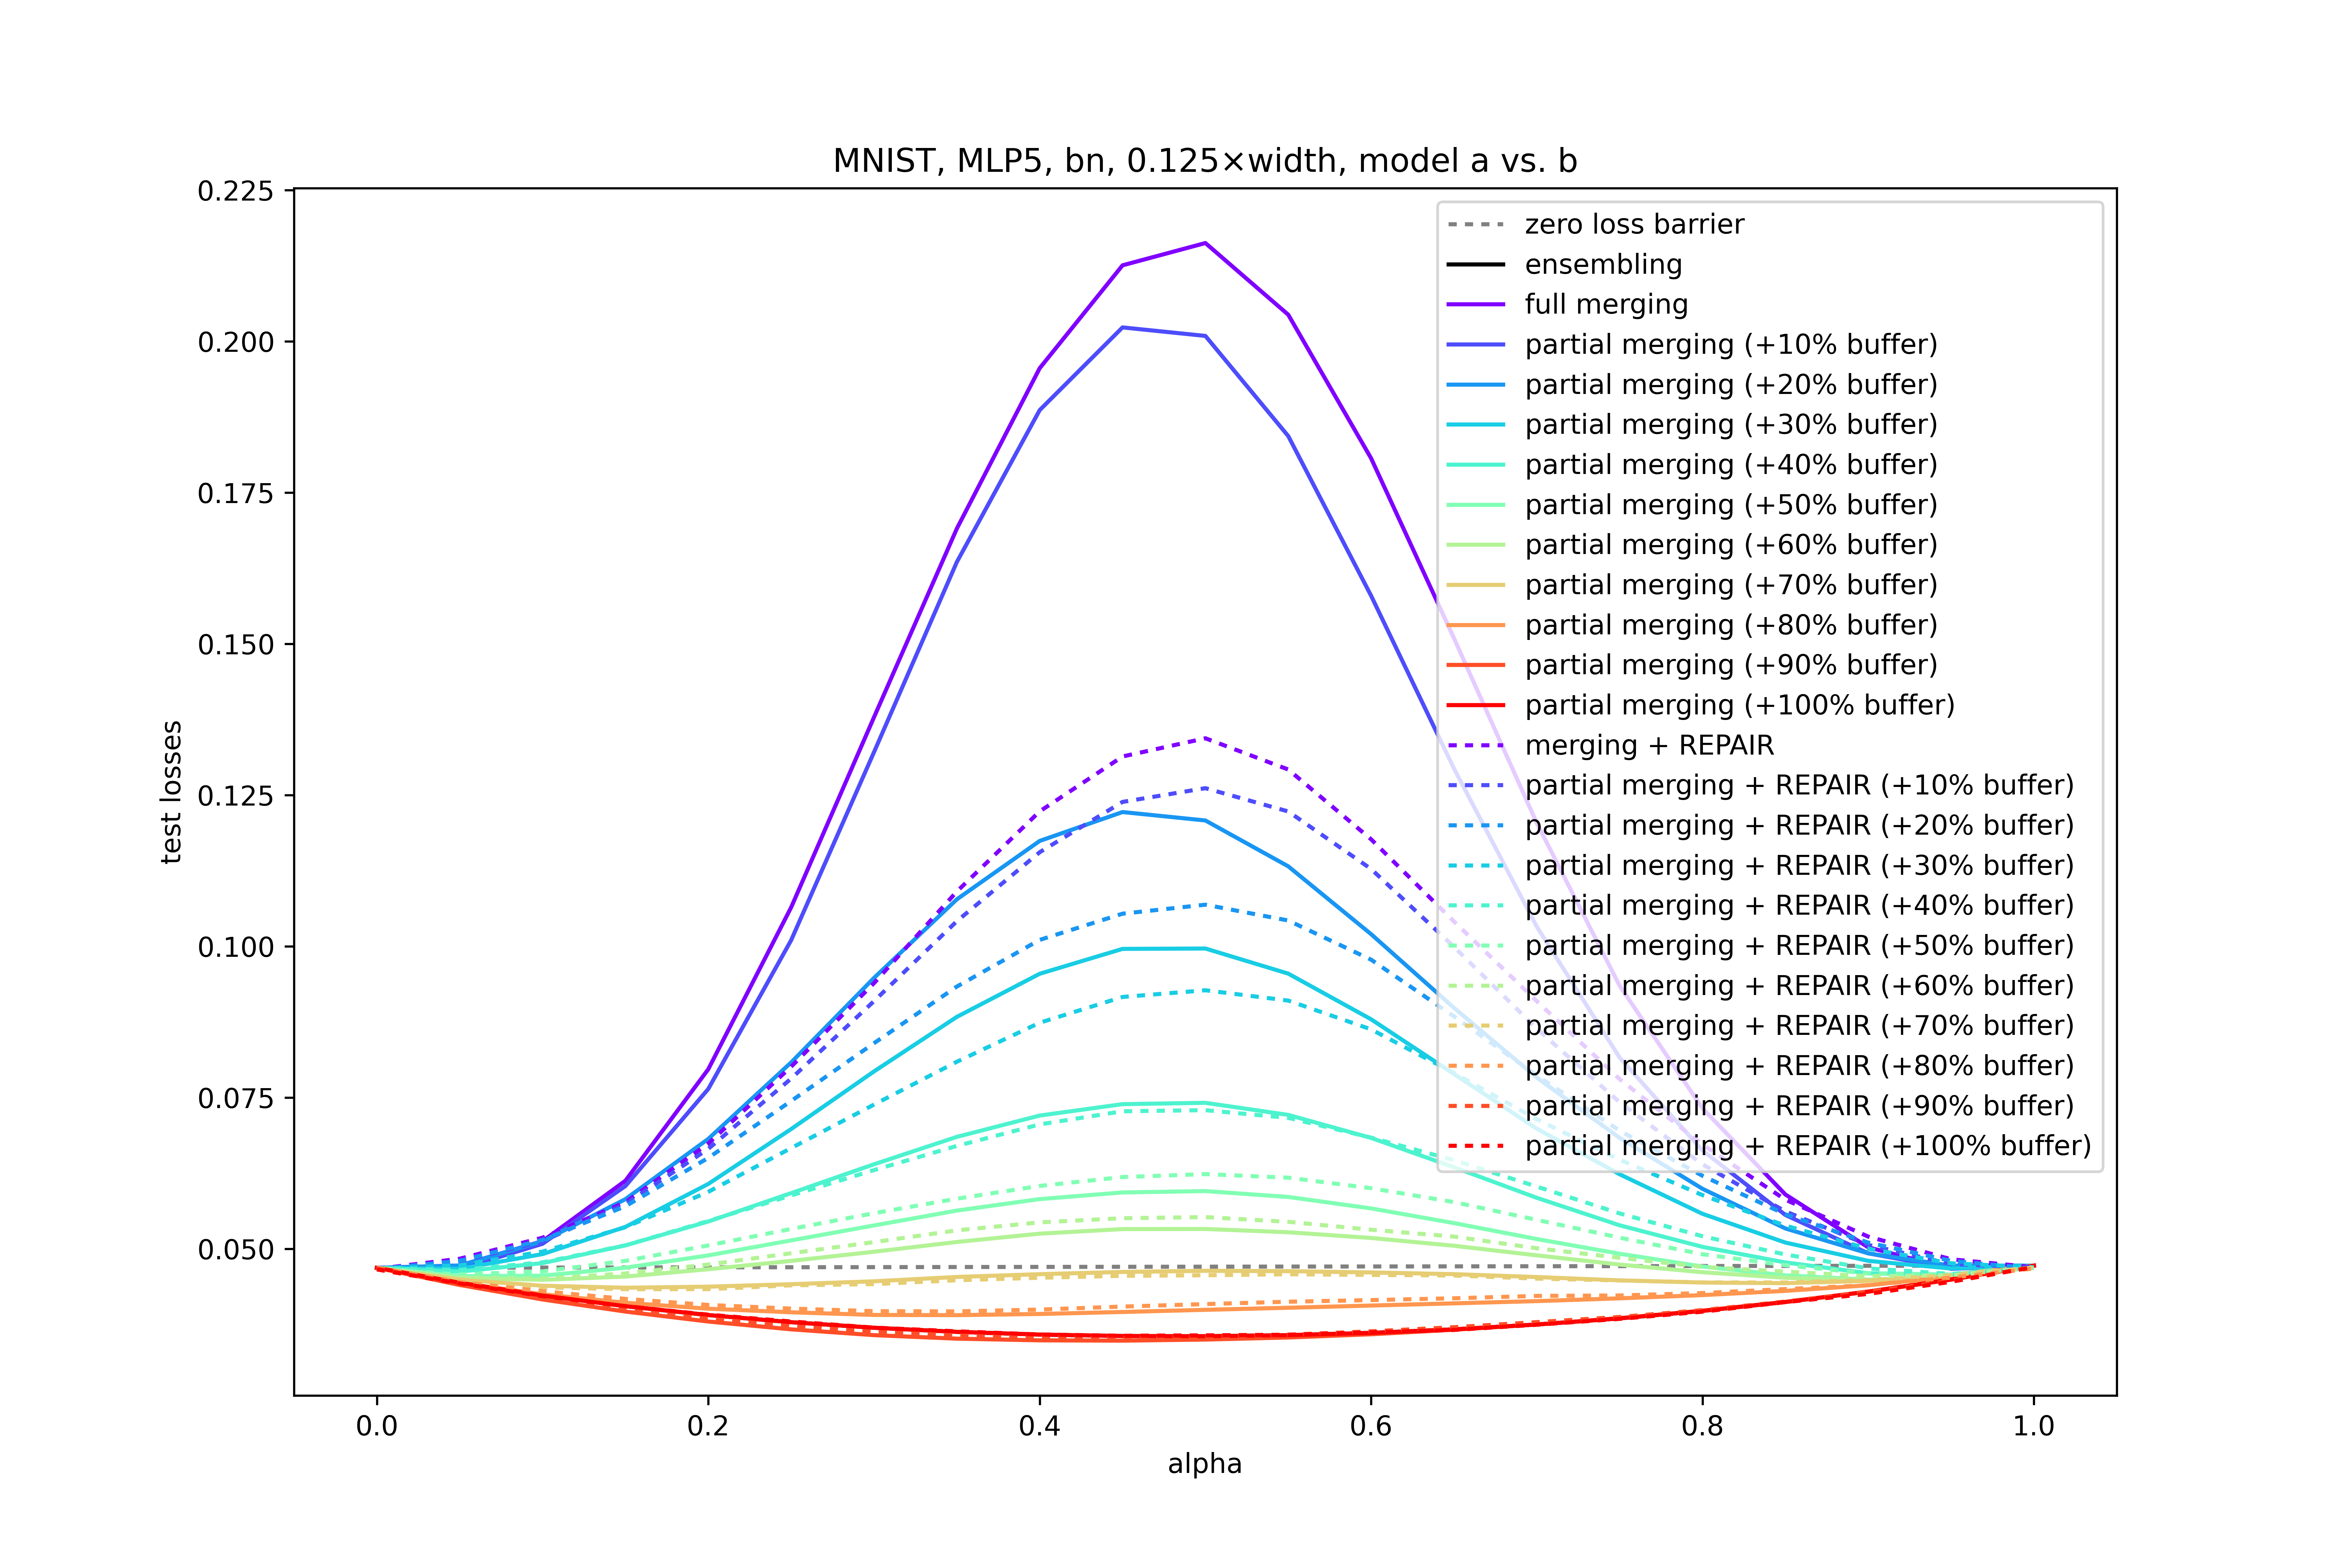 MNIST, MLP5, bn, 0.125×width, model a vs. b
0.225
0.200
0.175
0.150
0.125
0.100
0.075
0.050
test losses
zero loss barrier
ensembling
full merging
partial merging (+10% buffer)
partial merging (+20% buffer)
partial merging (+30% buffer)
partial merging (+40% buffer)
partial merging (+50% buffer)
partial merging (+60% buffer)
partial merging (+70% buffer)
partial merging (+80% buffer)
partial merging (+90% buffer)
partial merging (+100% buffer)
merging + REPAIR
partial merging + REPAIR (+10% buffer)
partial merging + REPAIR (+20% buffer)
partial merging + REPAIR (+30% buffer)
partial merging + REPAIR (+40% buffer)
partial merging + REPAIR (+50% buffer)
partial merging + REPAIR (+60% buffer)
partial merging + REPAIR (+70% buffer)
partial merging + REPAIR (+80% buffer)
partial merging + REPAIR (+90% buffer)
partial merging + REPAIR (+100% buffer)
0.0 0.2 0.4 0.6 0.8 1.0
alpha